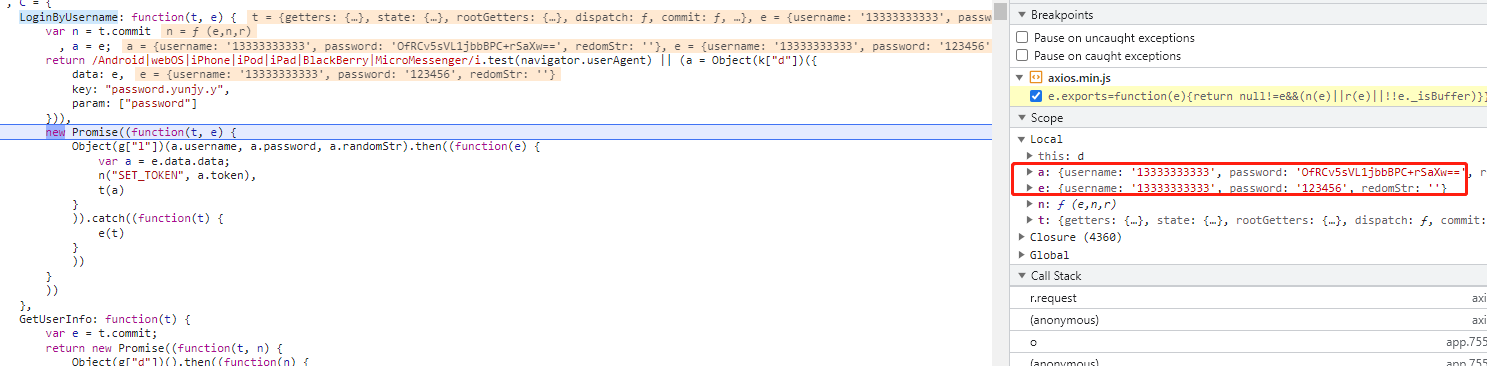 , C = {
LoginByUsername: function(t, e) { t = {getters: {…}, state: {…}, rootGetters: {…}, dispatch: ƒ, commit: ƒ, …}, e = {username: '13333333333', passw
var n = t.commit n = ƒ (e,n,r)
, a = e; a = {username: '13333333333', password: 'OfRCv5sVL1jbbBPC+rSaXw==', redomStr: ''}, e = {username: '13333333333', password: '123456'
return /Android|webOS|iPhone|iPod|iPad|BlackBerry|MicroMessenger/i.test(navigator.userAgent) || (a = Object(k["d"])({
data: e, e = {username: '13333333333', password: '123456', redomStr: ''}
key: "password.yunjy.y",
param: ["password"]
})),
new Promise((function(t, e) {
Object(g["l"])(a.username, a.password, a.randomStr).then((function(e) {
var a = e.data.data;
n("SET_TOKEN", a.token),
t(a)
}
)).catch((function(t) {
e(t)
}
))
}
))
},
GetUserInfo: function(t) {
var e = t.commit;
return new Promise((function(t, n) {
Object(g["d"])().then((function(n) {
Breakpoints
Pause on uncaught exceptions
Pause on caught exceptions
axios.min.js
e.exports=function(e){return null!=e&&(n(e)||r(e)||!!e._isBuffer)}}
Scope
Local
this: d
a: {username: '13333333333', password: 'OfRCv5sVL1jbbBPC+rSaXw==', r
e: {username: '13333333333', password: '123456', redomStr: ''}
n: ƒ (e,n,r)
t: {getters: {…}, state: {…}, rootGetters: {…}, dispatch: ƒ, commit:
Closure (4360)
Global
Call Stack
r.request axi
(anonymous) axi
o app.755
(anonymous) app.755